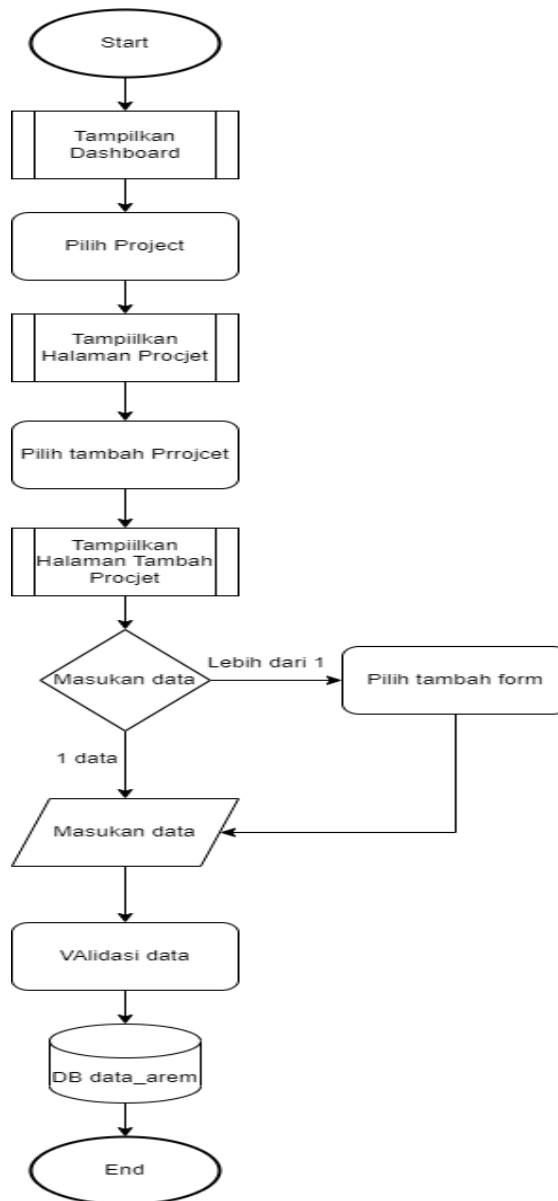 Start
Tampilkan
Dashboard
Pilih Project
Tampiilkan
Halaman Procjet
Pilih tambah Prrojcet
Tampiilkan
Halaman Tambah
Procjet
Masukan data
Lebih dari 1
Pilih tambah form
1 data
Masukan data
VAlidasi data
DB data_arem
End